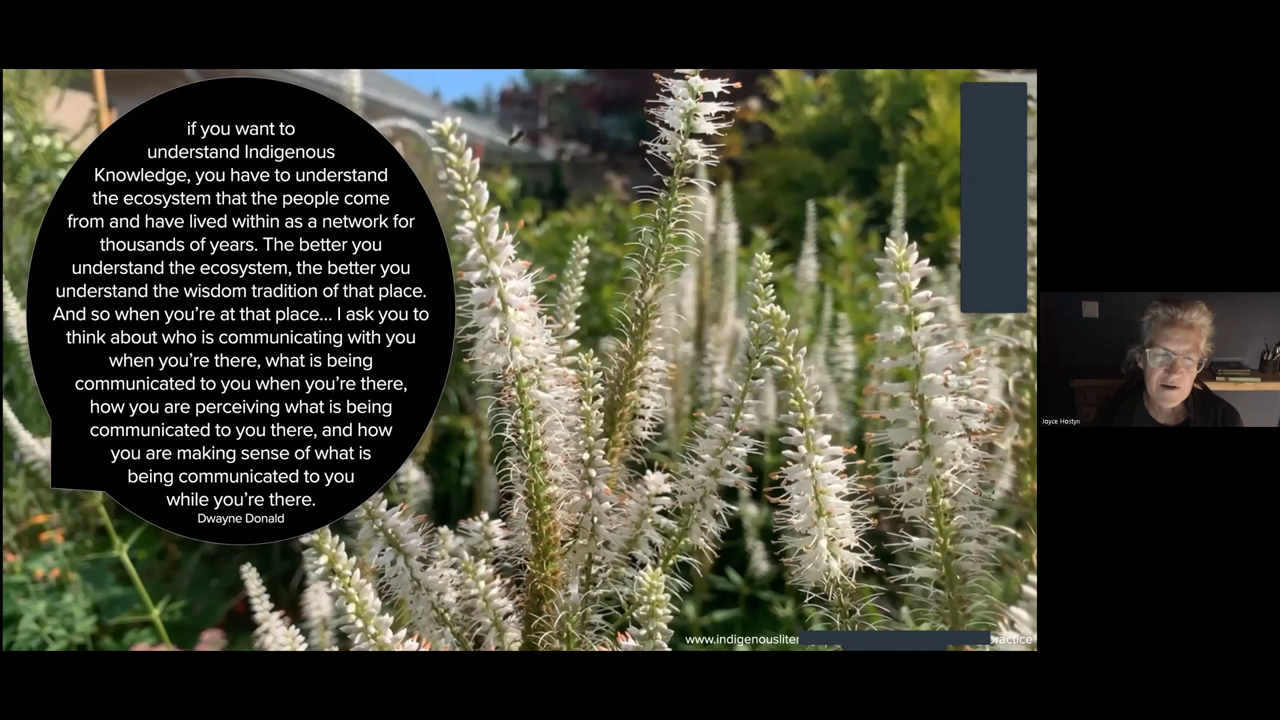 if you want to
understand Indigenous
Knowledge, you have to understand
the ecosystem that the people come
from and have lived within as a network for
thousands of years. The better you
understand the ecosystem, the better you
understand the wisdom tradition of that place.
And so when you're at that place... I ask you to
think about who is communicating with you
when you're there, what is being
communicated to you when you're there,
how you are perceiving what is being
communicated to you there, and how
you are making sense of what is
being communicated to you
while you're there.
Dwayne Donald
Joyce Hostyn